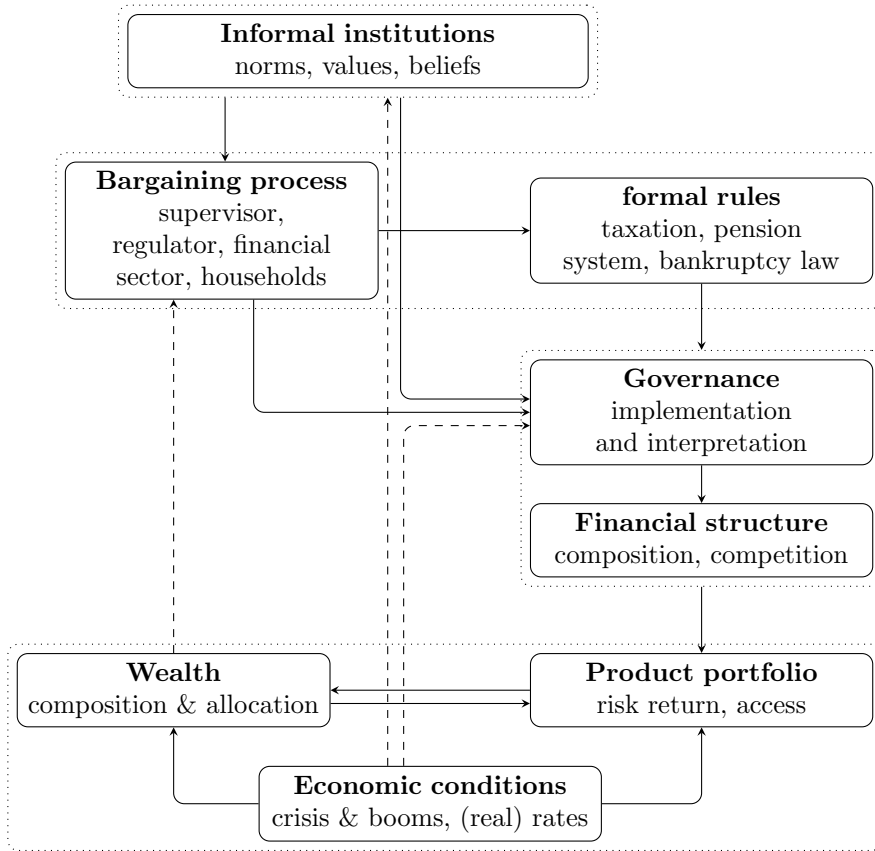 Informal institutions
norms, values, beliefs
Bargaining process
supervisor,
regulator, financial
sector, households
formal rules
taxation, pension
system, bankruptcy law
Governance
implementation
and interpretation
Financial structure
composition, competition
Wealth
composition & allocation
Product portfolio
risk return, access
Economic conditions
crisis & booms, (real) rates